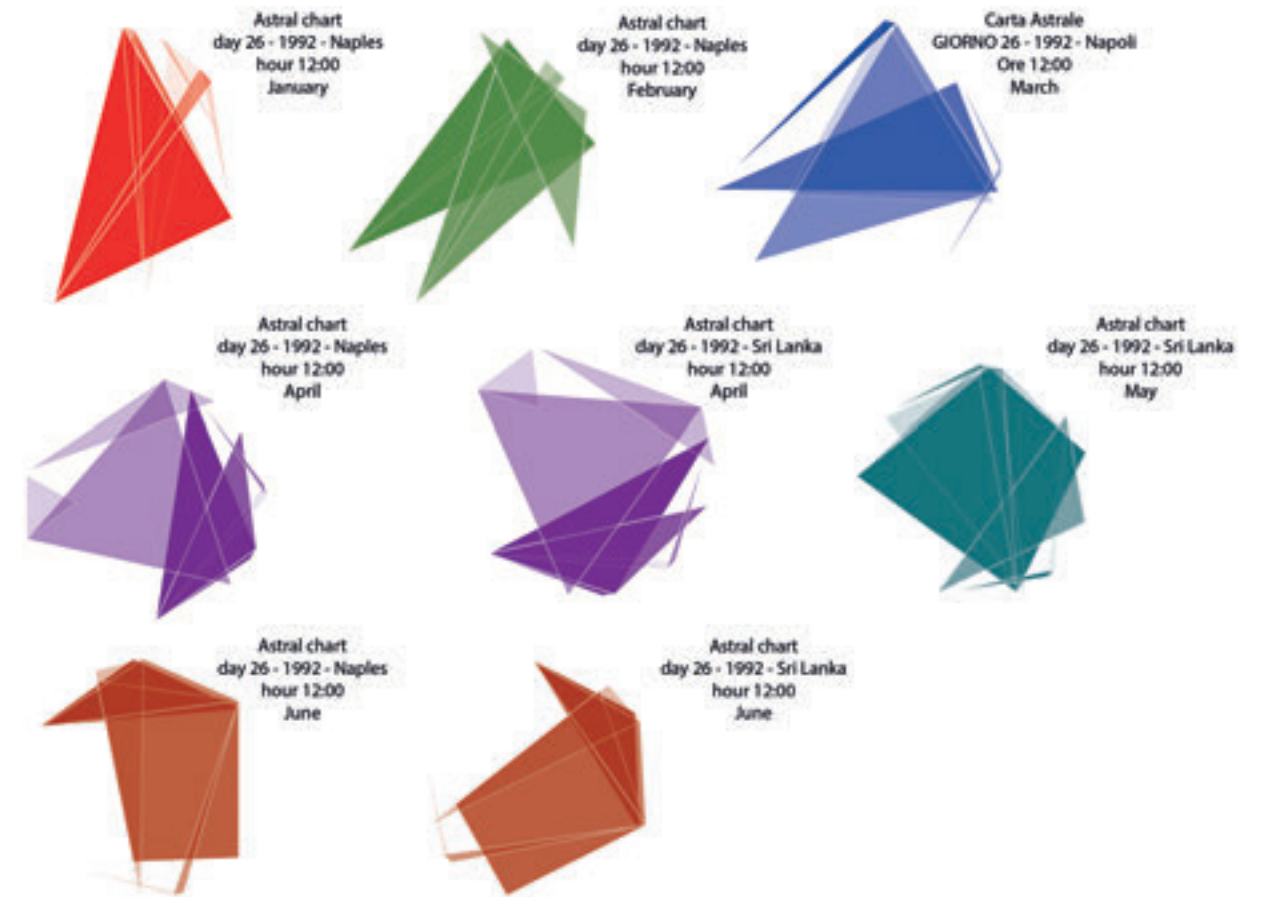 Astral chart
day 26 - 1992 - Naples
hour 12:00
January
Astral chart
day 26 - 1992 - Naples
hour 12:00
February
Carta Astrale
GIORNO 26 - 1992 - Napoli
Ore 12:00
March
Astral chart
day 26 - 1992 - Naples
hour 12:00
April
Astral chart
day 26 - 1992 - Sri Lanka
hour 12:00
April
Astral chart
day 26 - 1992 - Sri Lanka
hour 12:00
May
Astral chart
day 26 - 1992 - Naples
hour 12:00
June
Astral chart
day 26 - 1992 - Sri Lanka
hour 12:00
June